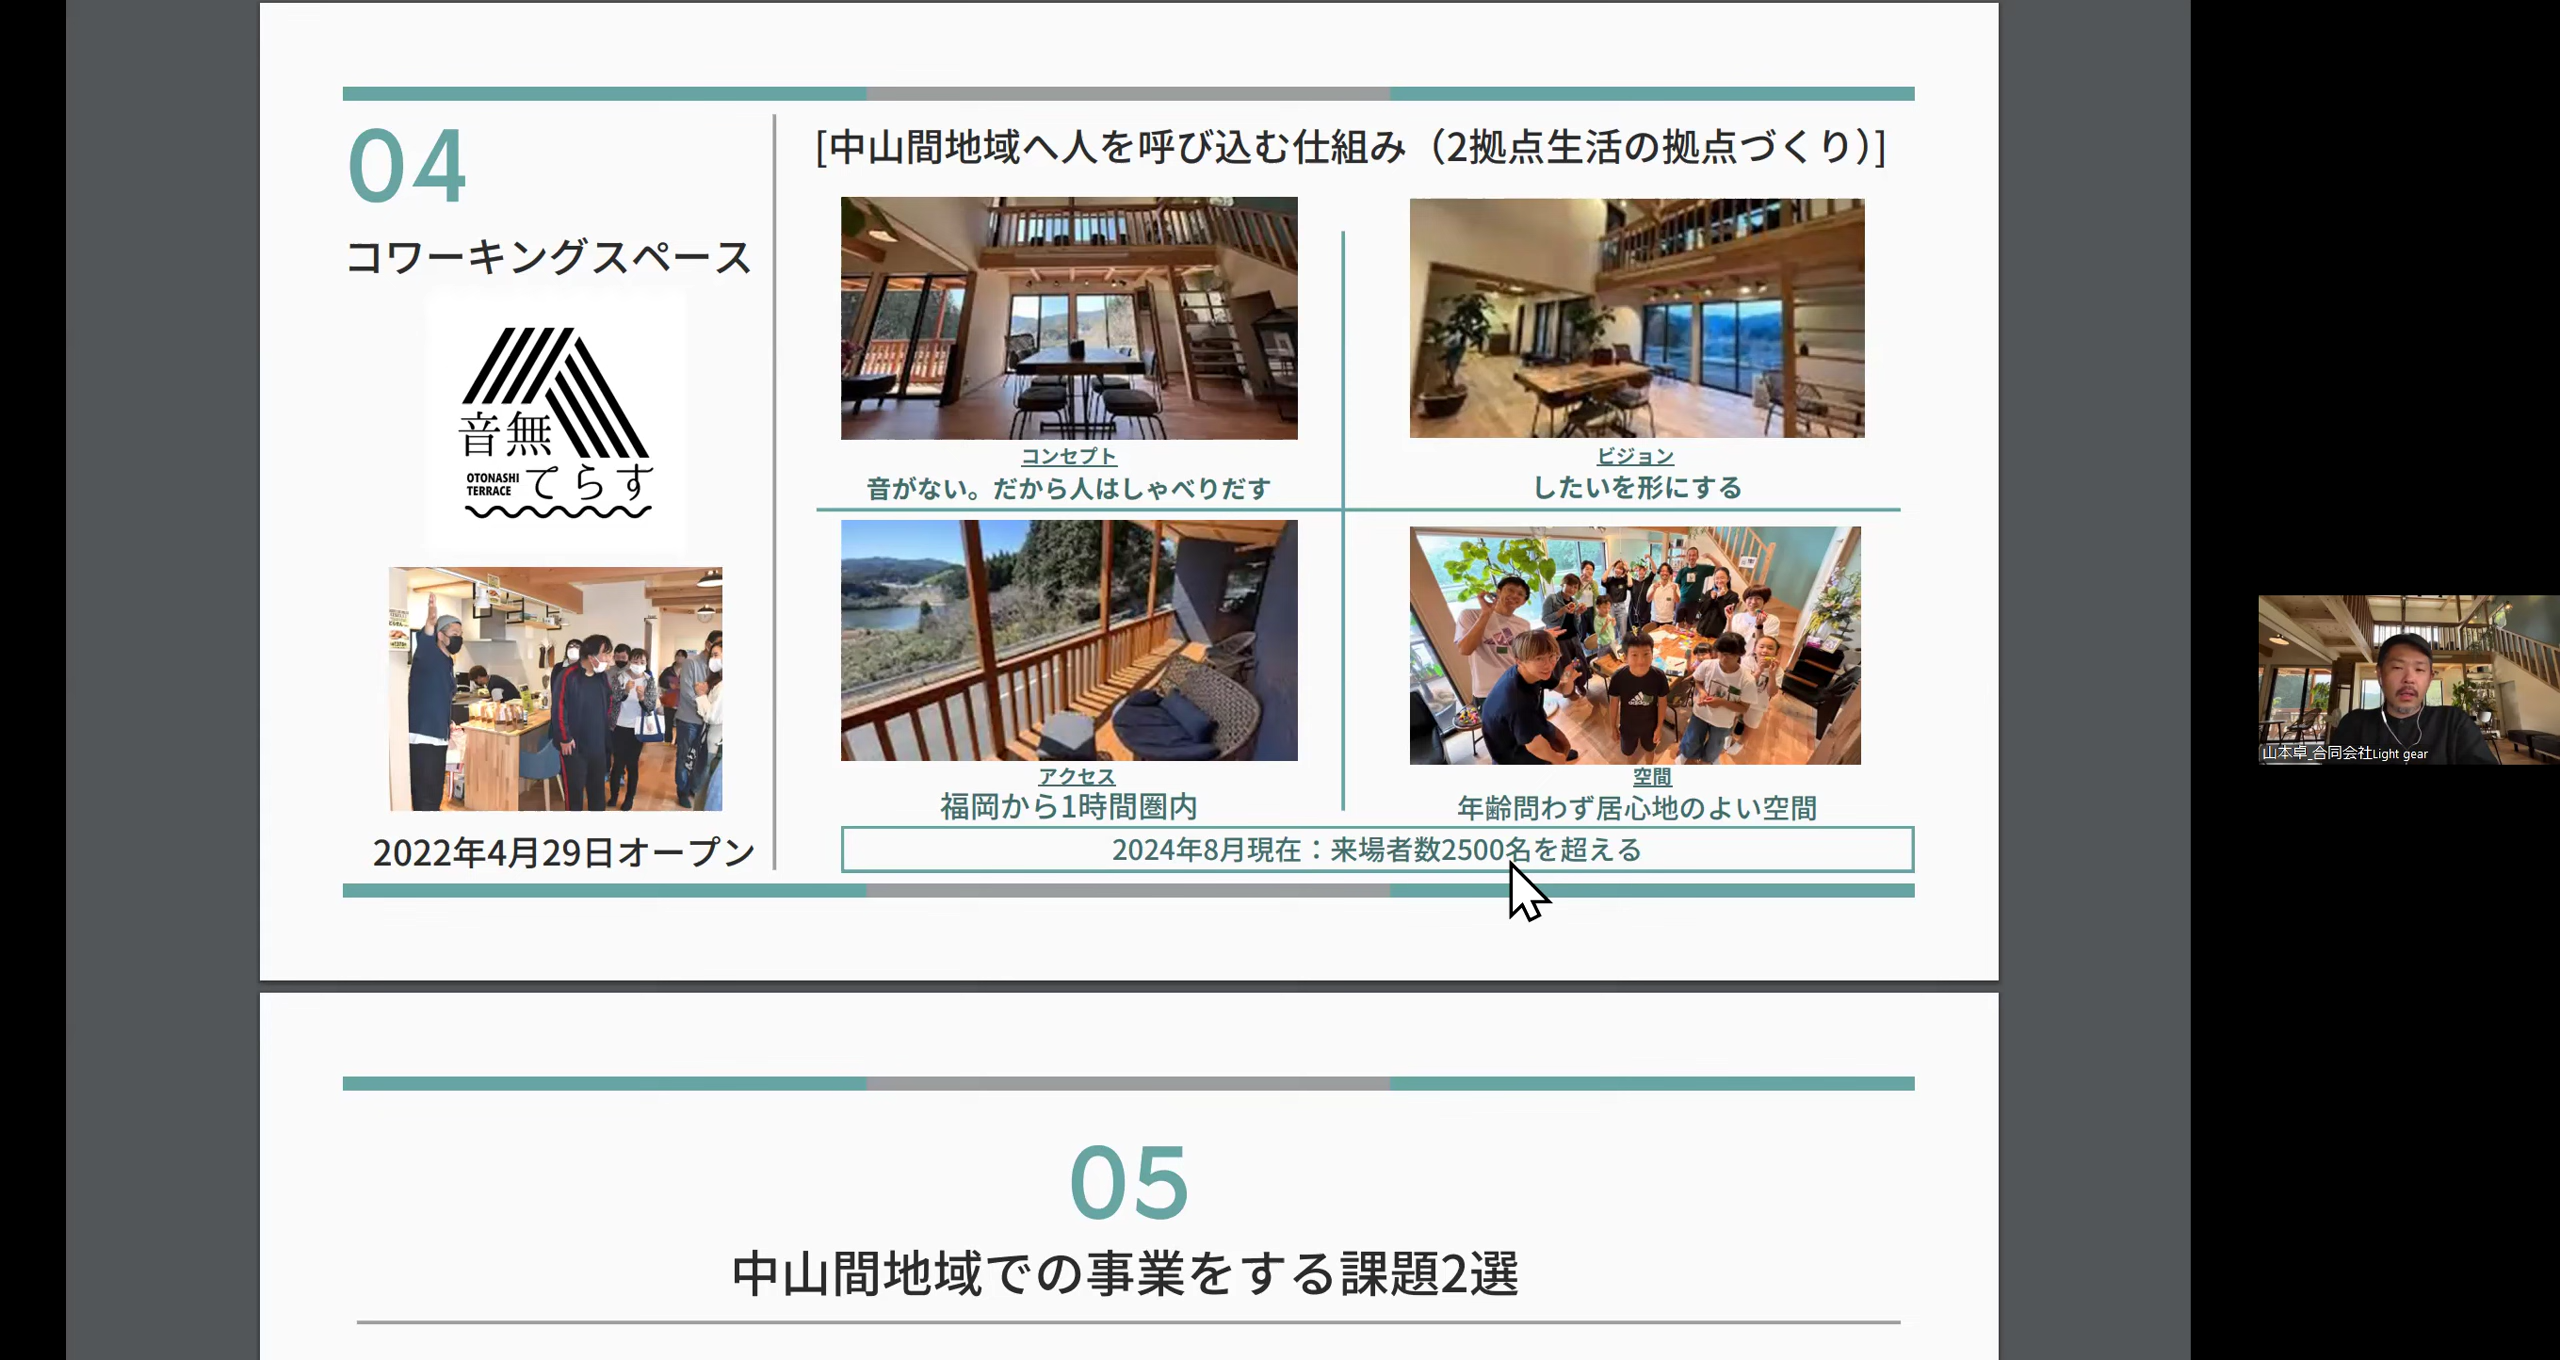 04
コワーキングスペース
音無
OTONASHI
TERRACE
てらす
2022年4月29日オープン
[中山間地域へ人を呼び込む仕組み（2拠点生活の拠点づくり）]
コンセプト
音がない。だから人はしゃべりだす
ビジョン
したいを形にする
アクセス
福岡から1時間圏内
空間
年齢問わず居心地のよい空間
2024年8月現在：来場者数2500名を超える
山本卓_合同会社Light gear
05
中山間地域での事業をする課題2選